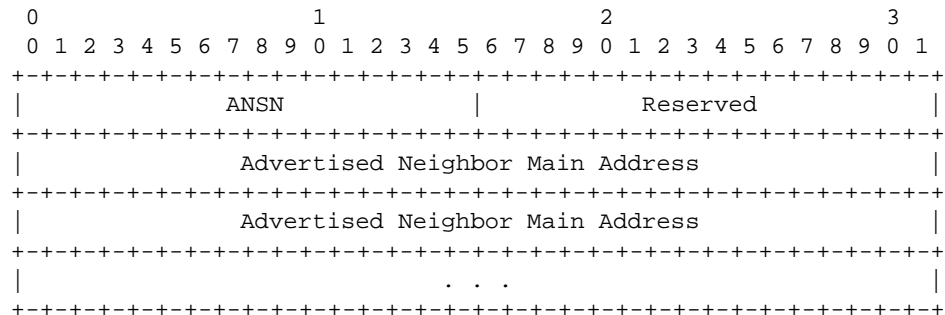 0                   1                   2                   3
 0 1 2 3 4 5 6 7 8 9 0 1 2 3 4 5 6 7 8 9 0 1 2 3 4 5 6 7 8 9 0 1
+-+-+-+-+-+-+-+-+-+-+-+-+-+-+-+-+-+-+-+-+-+-+-+-+-+-+-+-+-+-+-+-+
|              ANSN             |           Reserved            |
+-+-+-+-+-+-+-+-+-+-+-+-+-+-+-+-+-+-+-+-+-+-+-+-+-+-+-+-+-+-+-+-+
|               Advertised Neighbor Main Address                |
+-+-+-+-+-+-+-+-+-+-+-+-+-+-+-+-+-+-+-+-+-+-+-+-+-+-+-+-+-+-+-+-+
|               Advertised Neighbor Main Address                |
+-+-+-+-+-+-+-+-+-+-+-+-+-+-+-+-+-+-+-+-+-+-+-+-+-+-+-+-+-+-+-+-+
|                             . . .                             |
+-+-+-+-+-+-+-+-+-+-+-+-+-+-+-+-+-+-+-+-+-+-+-+-+-+-+-+-+-+-+-+-+